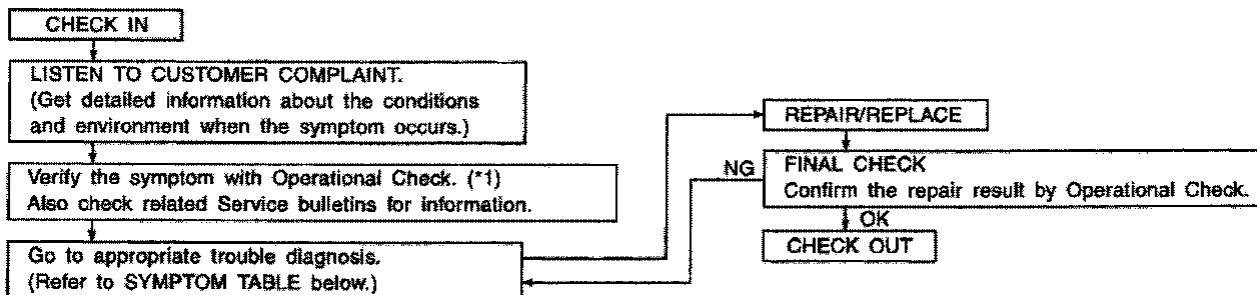 CHECK IN
LISTEN TO CUSTOMER COMPLAINT.
(Get detailed information about the conditions
and environment when the symptom occurs.)
Verify the symptom with Operational Check. (*1)
Also check related Service bulletins for information.
Go to appropriate trouble diagnosis.
(Refer to SYMPTOM TABLE below.)
REPAIR/REPLACE
NG
FINAL CHECK
Confirm the repair result by Operational Check.
OK
CHECK OUT